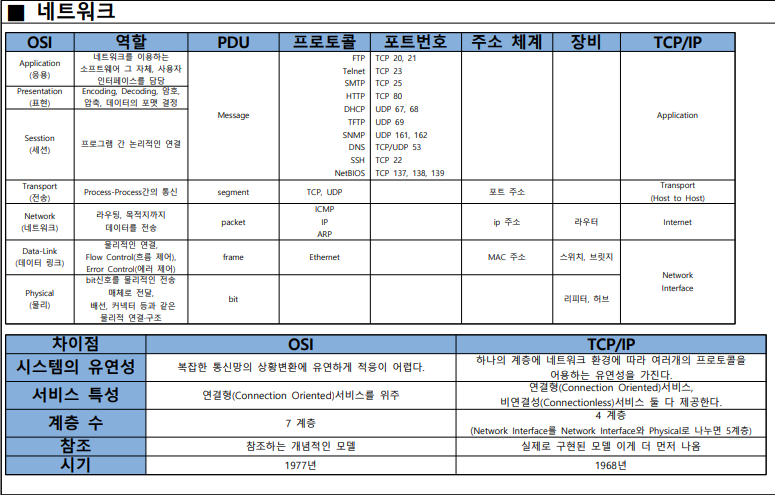 ■ 네트워크
OSI 역할 PDU 프로토콜 포트번호 주소 체계 장비 TCP/IP
Application
(응용)
네트워크를 이용하는
소프트웨어 그 자체, 사용자
인터페이스를 담당
Presentation
(표현)
Encoding, Decoding, 암호,
압축, 데이터의 포맷 결정
Sesstion
(세션)
프로그램 간 논리적인 연결
Message
FTP TCP 20, 21
Telnet TCP 23
SMTP TCP 25
HTTP TCP 80
DHCP UDP 67, 68
TFTP UDP 69
SNMP UDP 161, 162
DNS TCP/UDP 53
SSH TCP 22
NetBIOS TCP 137, 138, 139
Application
Transport
(전송)
Process-Process간의 통신
segment
TCP, UDP
포트 주소
Transport
(Host to Host)
Network
(네트워크)
라우팅, 목적지까지
데이터를 전송
packet
ICMP
IP
ARP
ip 주소
라우터
Internet
Data-Link
(데이터 링크)
물리적인 연결,
Flow Control(흐름 제어),
Error Control(에러 제어)
frame
Ethernet
MAC 주소
스위치, 브릿지
Physical
(물리)
bit신호를 물리적인 전송
매체로 전달,
배선, 커넥터 등과 같은
물리적 연결·구조
bit
리피터, 허브
Network
Interface
차이점 OSI TCP/IP
시스템의 유연성
복잡한 통신망의 상황변환에 유연하게 적응이 어렵다.
하나의 계층에 네트워크 환경에 따라 여러개의 프로토콜을
어용하는 유연성을 가진다.
서비스 특성
연결형(Connection Oriented)서비스를 위주
연결형(Connection Oriented)서비스,
비연결성(Connectionless)서비스 둘 다 제공한다.
계층 수
7 계층
4 계층
(Network Interface를 Network Interface와 Physical로 나누면 5계층)
참조
참조하는 개념적인 모델
실제로 구현된 모델 이게 더 먼저 나옴
시기
1977년
1968년